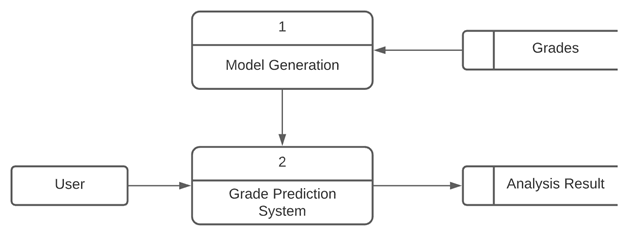 1
Model Generation
Grades
2
User
Grade Prediction
System
Analysis Result